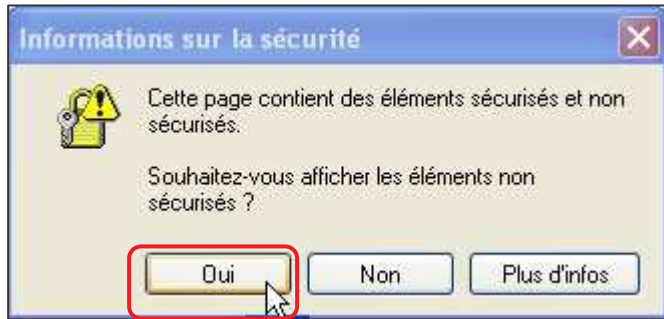 Informations sur la sécurité
Cette page contient des éléments sécurisés et non
sécurisés.
Souhaitez-vous afficher les éléments non
sécurisés ?
Oui
Non
Plus d'infos